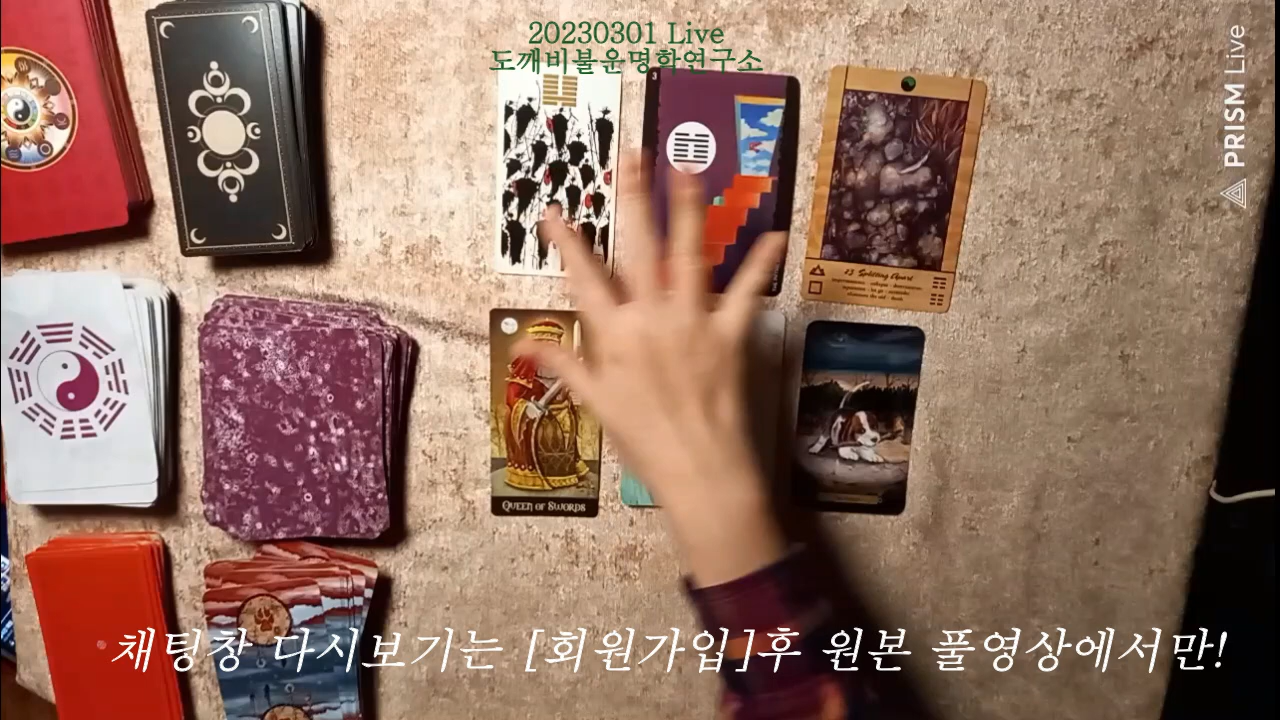 20230301 Live
도깨비불운명학연구소
PRISM Live
3
23 Splitting Apart
QUEEN OF SWORDS
채팅창 다시보기는 [회원가입]후 원본 풀영상에서만!